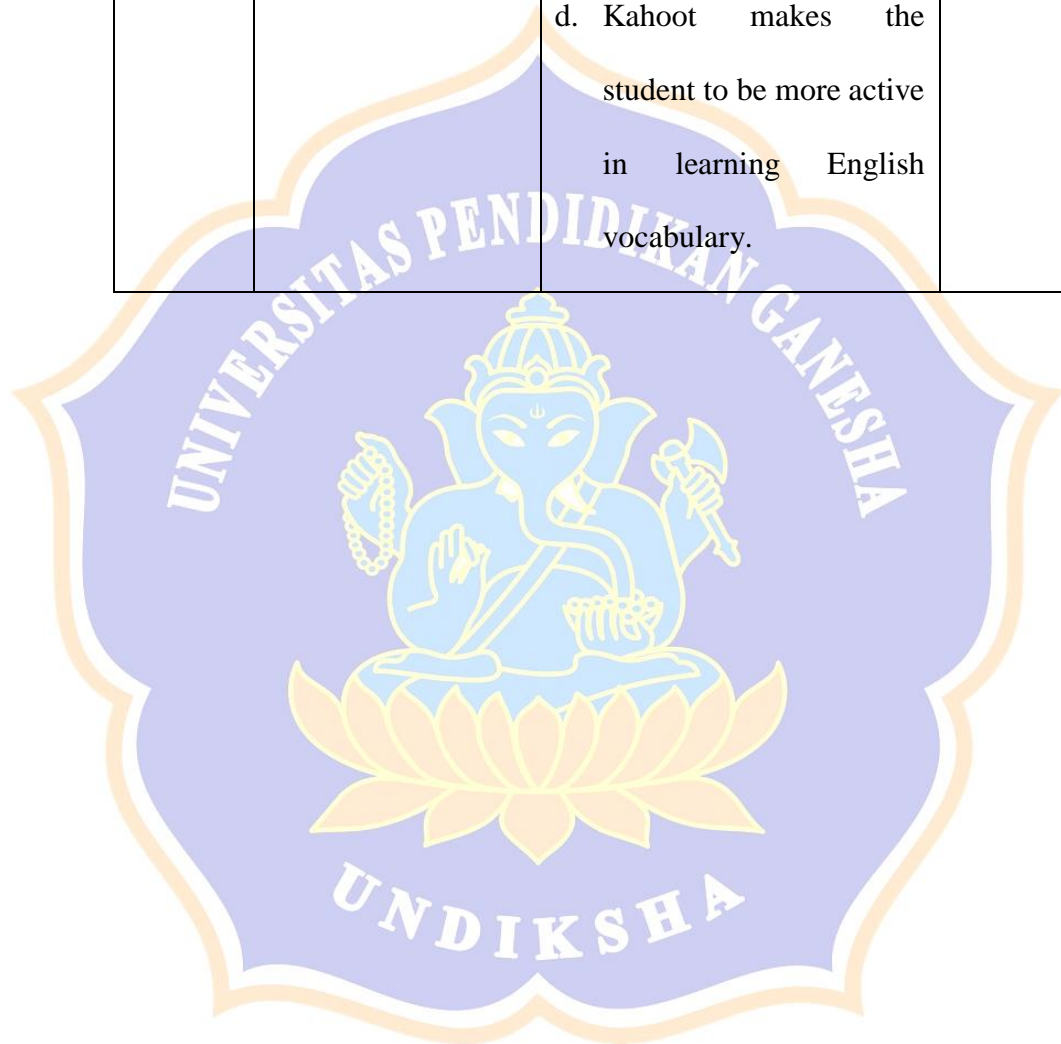 d. Kahoot makes the
student to be more active
in learning English
vocabulary.
UNIVERSITAS PENDIDIKAN GANESHA
UNDIKSHA